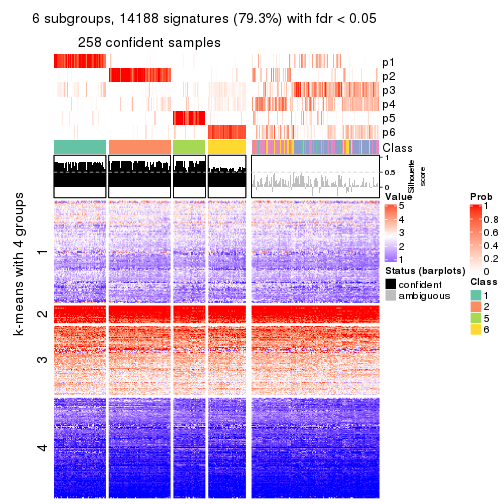 6 subgroups, 14188 signatures (79.3%) with fdr < 0.05
258 confident samples
p1
p2
p3
p4
p5
p6
Class
1
0.5
0
Silhouette
score
k-means with 4 groups
1
2
3
4
Value
5
4
3
2
1
Status (barplots)
confident
ambiguous
Prob
1
0.8
0.6
0.4
0.2
0
Class
1
2
5
6